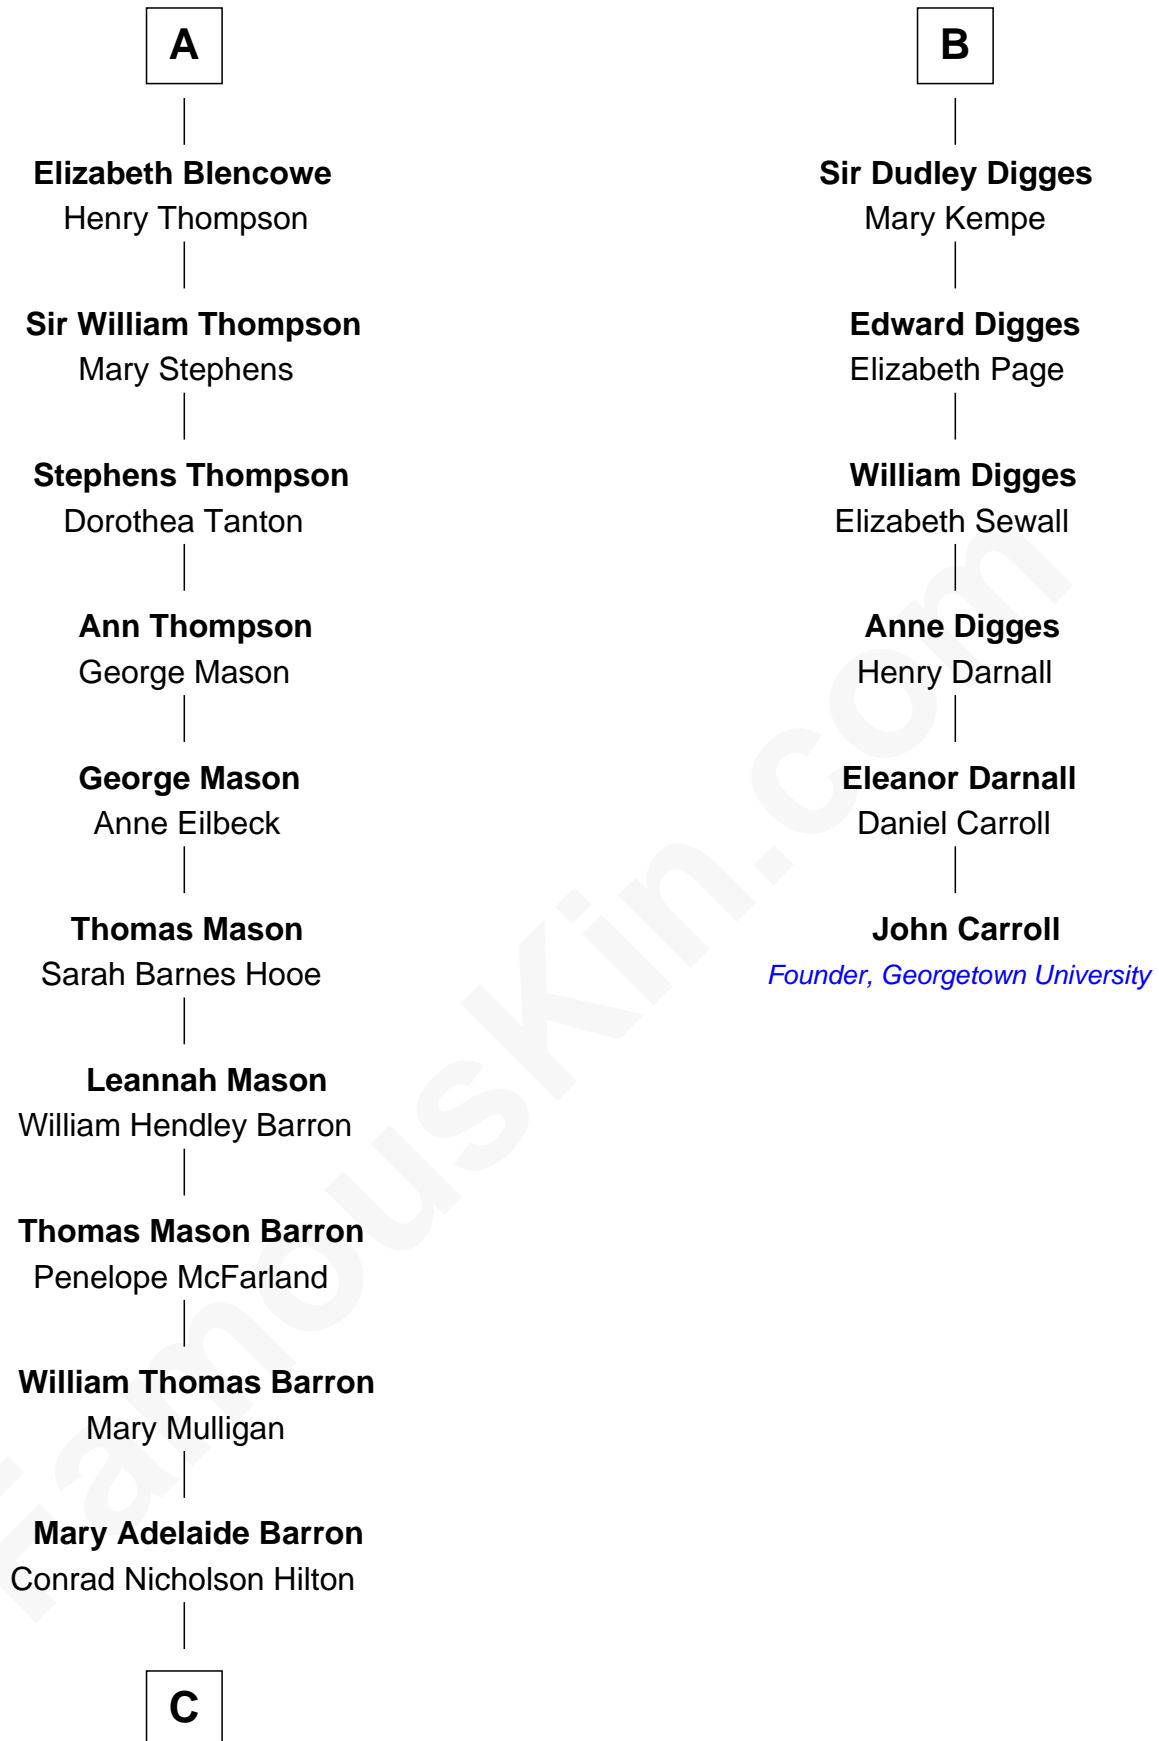 A
Elizabeth Blencowe
Henry Thompson
Sir William Thompson
Mary Stephens
Stephens Thompson
Dorothea Tanton
Ann Thompson
George Mason
George Mason
Anne Eilbeck
Thomas Mason
Sarah Barnes Hooe
Leannah Mason
William Hendley Barron
Thomas Mason Barron
Penelope McFarland
William Thomas Barron
Mary Mulligan
Mary Adelaide Barron
Conrad Nicholson Hilton
C
B
Sir Dudley Digges
Mary Kempe
Edward Digges
Elizabeth Page
William Digges
Elizabeth Sewall
Anne Digges
Henry Darnall
Eleanor Darnall
Daniel Carroll
John Carroll
Founder, Georgetown University
FamousKin.com